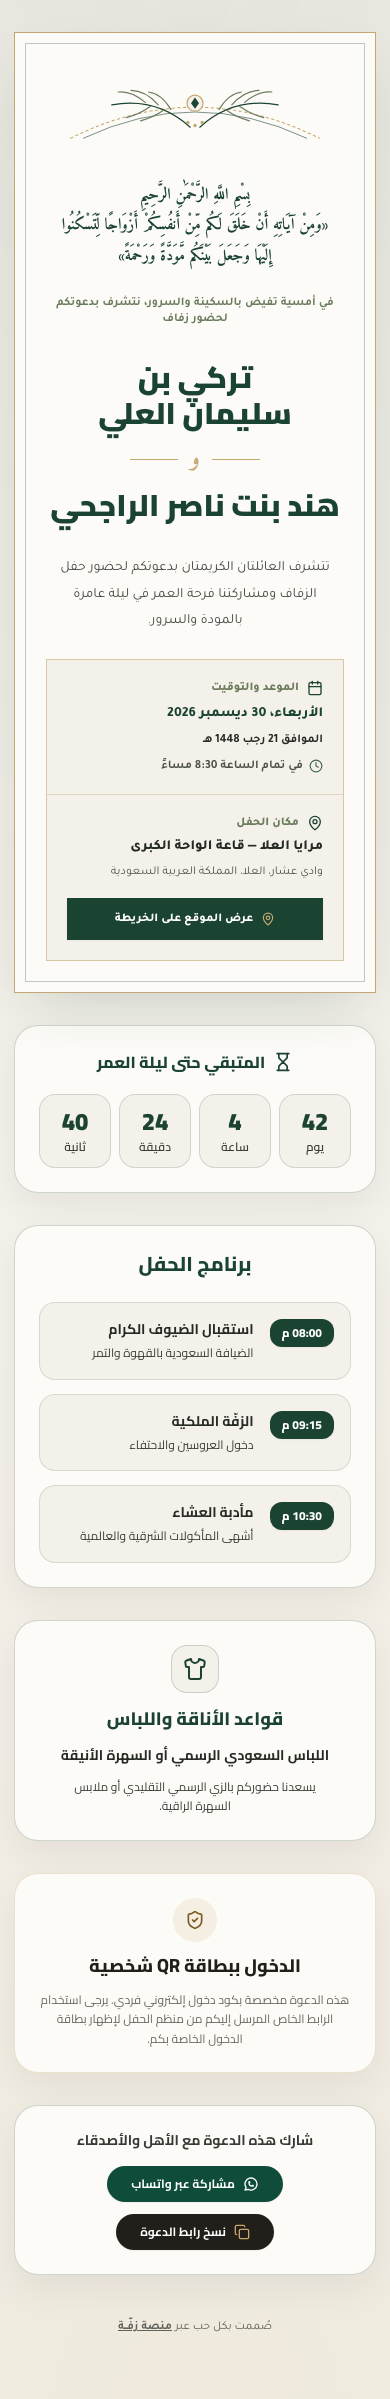 بِسْمِ اللَّهِ الرَّحْمَٰنِ الرَّحِيمِ
«وَمِنْ آيَاتِهِ أَنْ خَلَقَ لَكُم مِّنْ أَنفُسِكُمْ أَزْوَاجًا لِّتَسْكُنُوا
إِلَيْهَا وَجَعَلَ بَيْنَكُم مَّوَدَّةً وَرَحْمَةً»
في أمسية تفيض بالسكينة والسرور، نتشرف بدعوتكم
لحضور زفاف
تركي بن
سليمان العلي
و
هند بنت ناصر الراجحي
تتشرف العائلتان الكريمتان بدعوتكم لحضور حفل
الزفاف ومشاركتنا فرحة العمر في ليلة عامرة
بالمودة والسرور.
الموعد والتوقيت
الأربعاء، 30 ديسمبر 2026
الموافق 21 رجب 1448 هـ
في تمام الساعة 8:30 مساءً
مكان الحفل
مرايا العلا – قاعة الواحة الكبرى
وادي عشار، العلا، المملكة العربية السعودية
عرض الموقع على الخريطة
المتبقي حتى ليلة العمر
42 4 24 40
يوم ساعة دقيقة ثانية
برنامج الحفل
08:00 م
استقبال الضيوف الكرام
الضيافة السعودية بالقهوة والتمر
09:15 م
الزفّة الملكية
دخول العروسين والاحتفاء
10:30 م
مأدبة العشاء
أشهى المأكولات الشرقية والعالمية
قواعد الأناقة واللباس
اللباس السعودي الرسمي أو السهرة الأنيقة
يسعدنا حضوركم بالزي الرسمي التقليدي أو ملابس
السهرة الراقية.
الدخول ببطاقة QR شخصية
هذه الدعوة مخصصة بكود دخول إلكتروني فردي. يرجى استخدام
الرابط الخاص المرسل إليكم من منظم الحفل لإظهار بطاقة
الدخول الخاصة بكم.
شارك هذه الدعوة مع الأهل والأصدقاء
مشاركة عبر واتساب
نسخ رابط الدعوة
صُممت بكل حب عبر منصة زفّـة